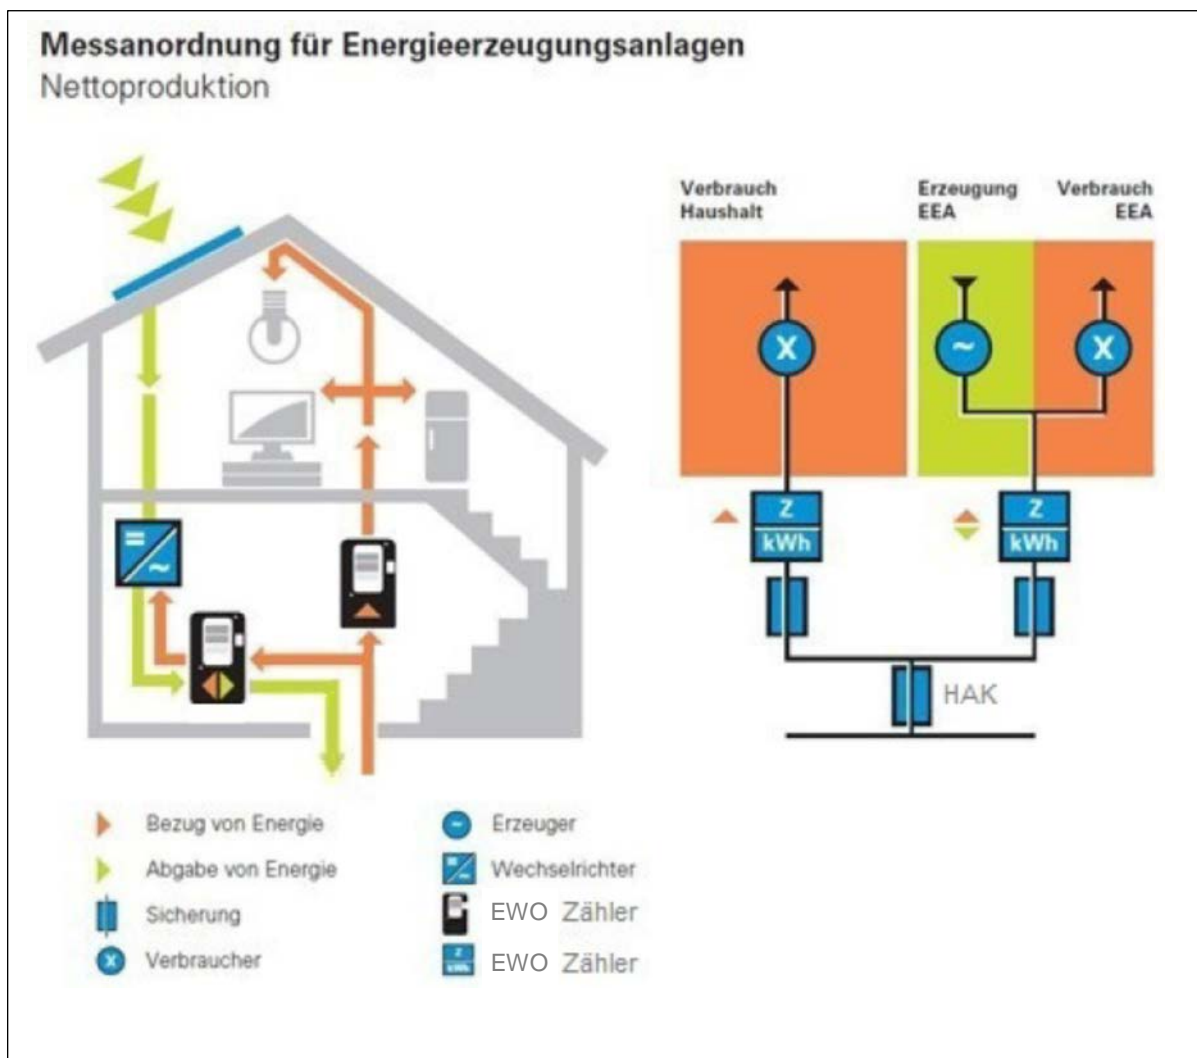 Messanordnung für Energieerzeugungsanlagen
Nettoproduktion
Verbrauch
Haushalt
Erzeugung
EEA
Verbrauch
EEA
X
~
X
Z
kWh
Z
kWh
=
~
HAK
Bezug von Energie
Abgabe von Energie
Sicherung
X Verbraucher
~ Erzeuger
=
~ Wechselrichter
EWO Zähler
Z
kWh EWO Zähler